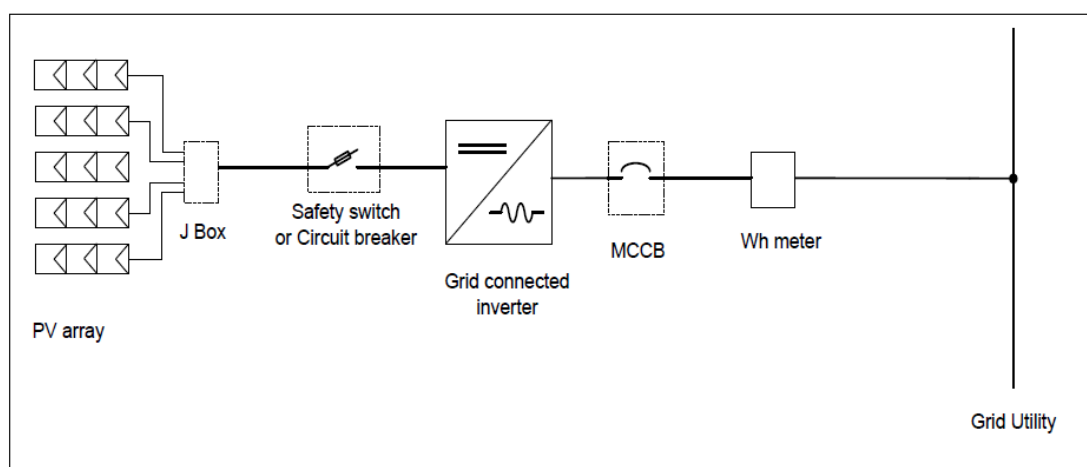 J Box
Safety switch
or Circuit breaker
MCCB
Wh meter
Grid connected
inverter
PV array
Grid Utility